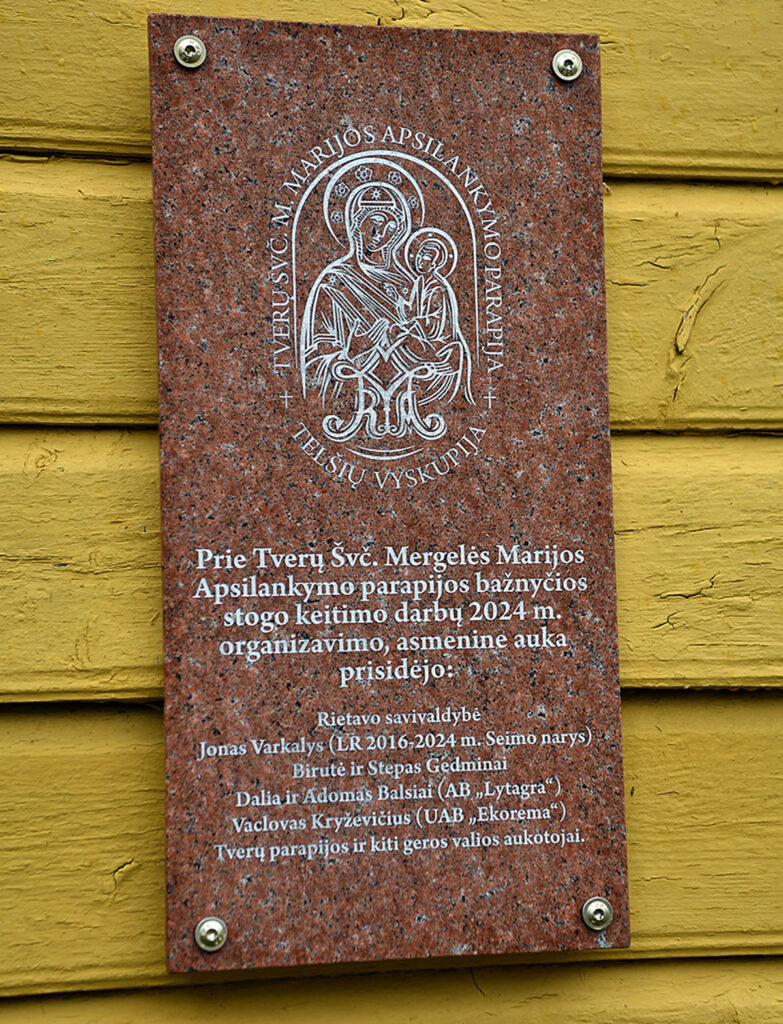 TVERŲ ŠVČ. M. MARIJOS APSILANKYMO PARAPIJA
TELŠIŲ VYSKUPIJA
Prie Tverų Švč. Mergelės Marijos
Apsilankymo parapijos bažnyčios
stogo keitimo darbų 2024 m.
organizavimo, asmenine auka
prisidėjo:
Rietavo savivaldybė
Jonas Varkalys (LR 2016-2024 m. Seimo narys)
Birutė ir Stepas Gedminai
Dalia ir Adomas Balsiai (AB „Lytagra“)
Vaclovas Kryževičius (UAB „Ekorema“)
Tverų parapijos ir kiti geros valios aukotojai.